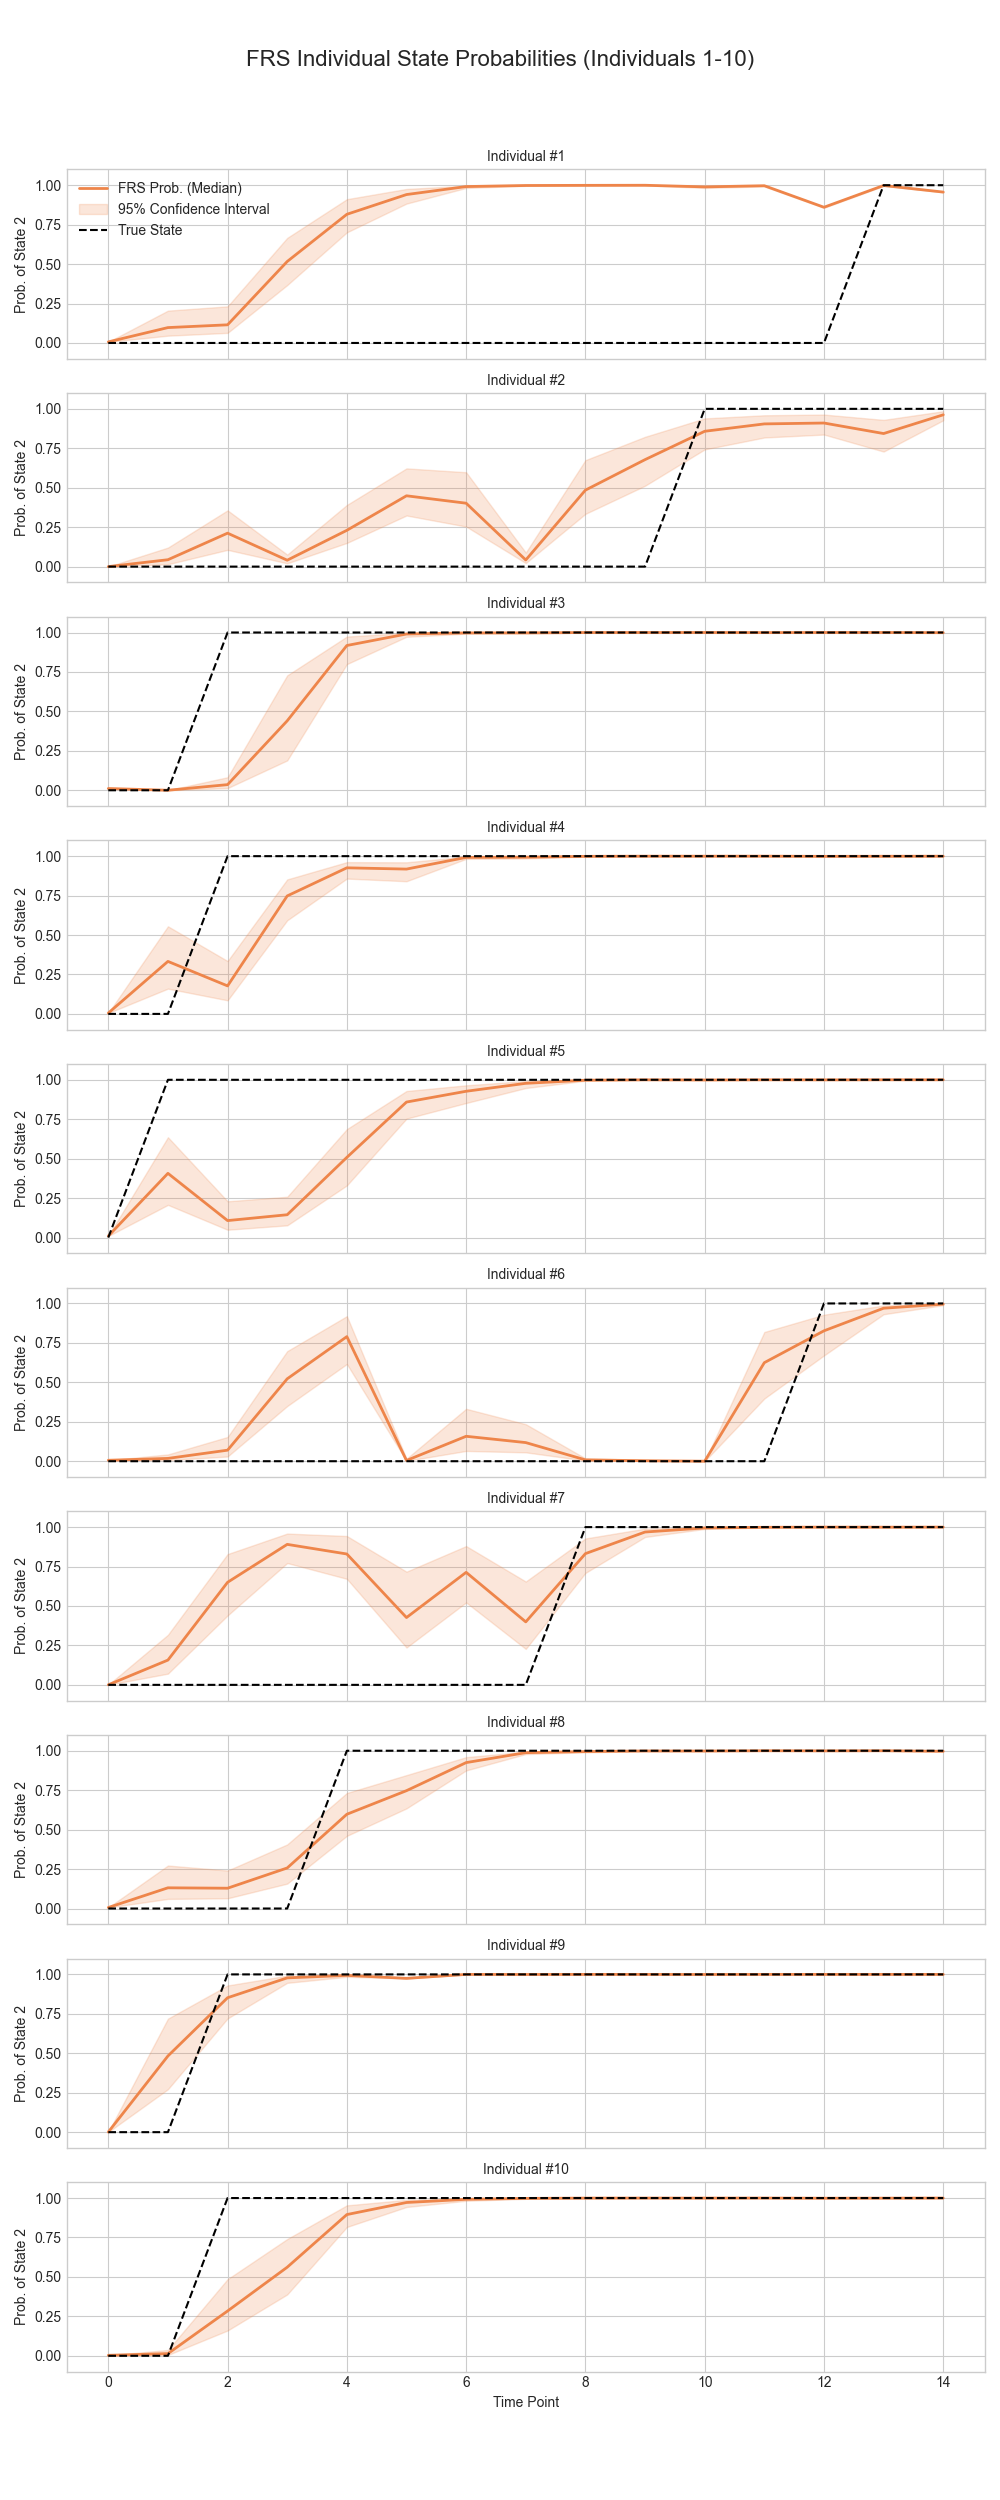 FRS Individual State Probabilities (Individuals 1-10)
Individual #1
FRS Prob. (Median)
95% Confidence Interval
True State
Prob. of State 2
1.00
0.75
0.50
0.25
0.00
Individual #2
Prob. of State 2
1.00
0.75
0.50
0.25
0.00
Individual #3
Prob. of State 2
1.00
0.75
0.50
0.25
0.00
Individual #4
Prob. of State 2
1.00
0.75
0.50
0.25
0.00
Individual #5
Prob. of State 2
1.00
0.75
0.50
0.25
0.00
Individual #6
Prob. of State 2
1.00
0.75
0.50
0.25
0.00
Individual #7
Prob. of State 2
1.00
0.75
0.50
0.25
0.00
Individual #8
Prob. of State 2
1.00
0.75
0.50
0.25
0.00
Individual #9
Prob. of State 2
1.00
0.75
0.50
0.25
0.00
Individual #10
Prob. of State 2
1.00
0.75
0.50
0.25
0.00
0 2 4 6 8 10 12 14
Time Point